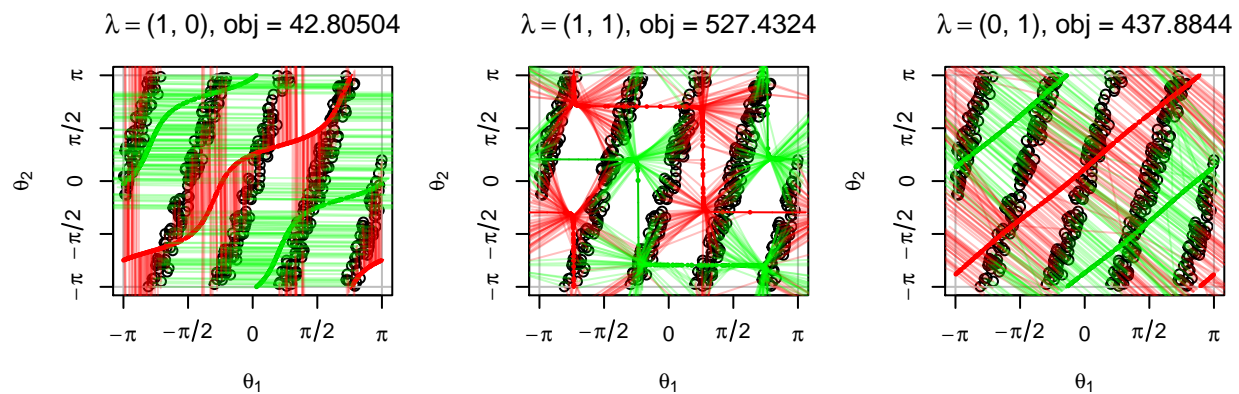 λ = (1, 0), obj = 42.80504
π
π/2
0
−π/2
−π
θ₂
−π
−π/2
0
π/2
π
θ₁
λ = (1, 1), obj = 527.4324
π
π/2
0
−π/2
−π
θ₂
−π
−π/2
0
π/2
π
θ₁
λ = (0, 1), obj = 437.8844
π
π/2
0
−π/2
−π
θ₂
−π
−π/2
0
π/2
π
θ₁